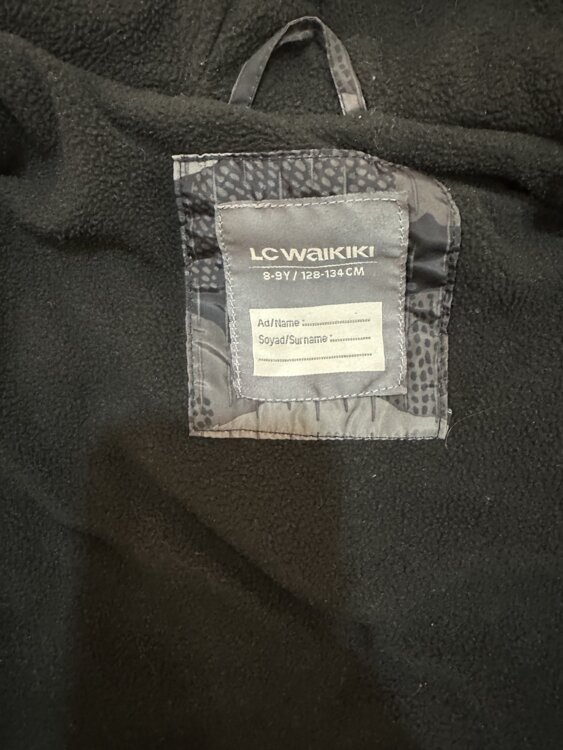 LC WAIKIKI
8-9Y / 128-134 CM
Ad/Name :........................
Soyad/Surname :..............
..........................................